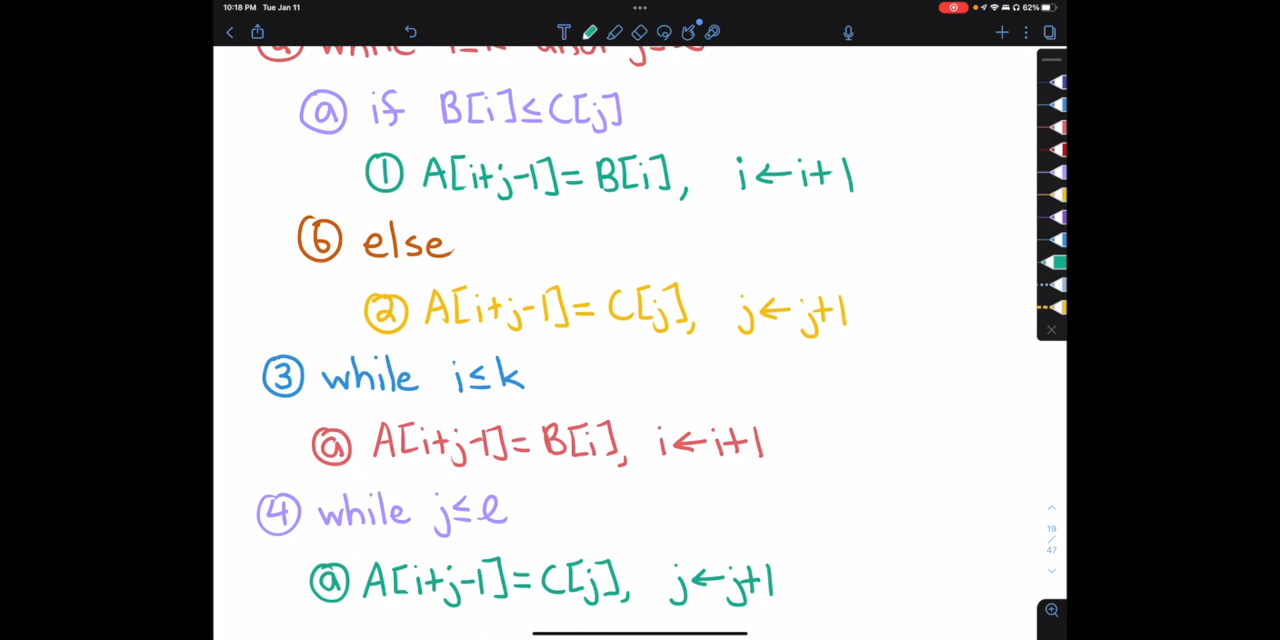 10:18 PM Tue Jan 11
62%
ⓐ if B[i]≤C[j]
① A[i+j-1]=B[i], i←i+1
ⓑ else
② A[i+j-1]=C[j], j←j+1
③ while i≤k
ⓐ A[i+j-1]=B[i], i←i+1
④ while j≤l
ⓐ A[i+j-1]=C[j], j←j+1
19
/
47